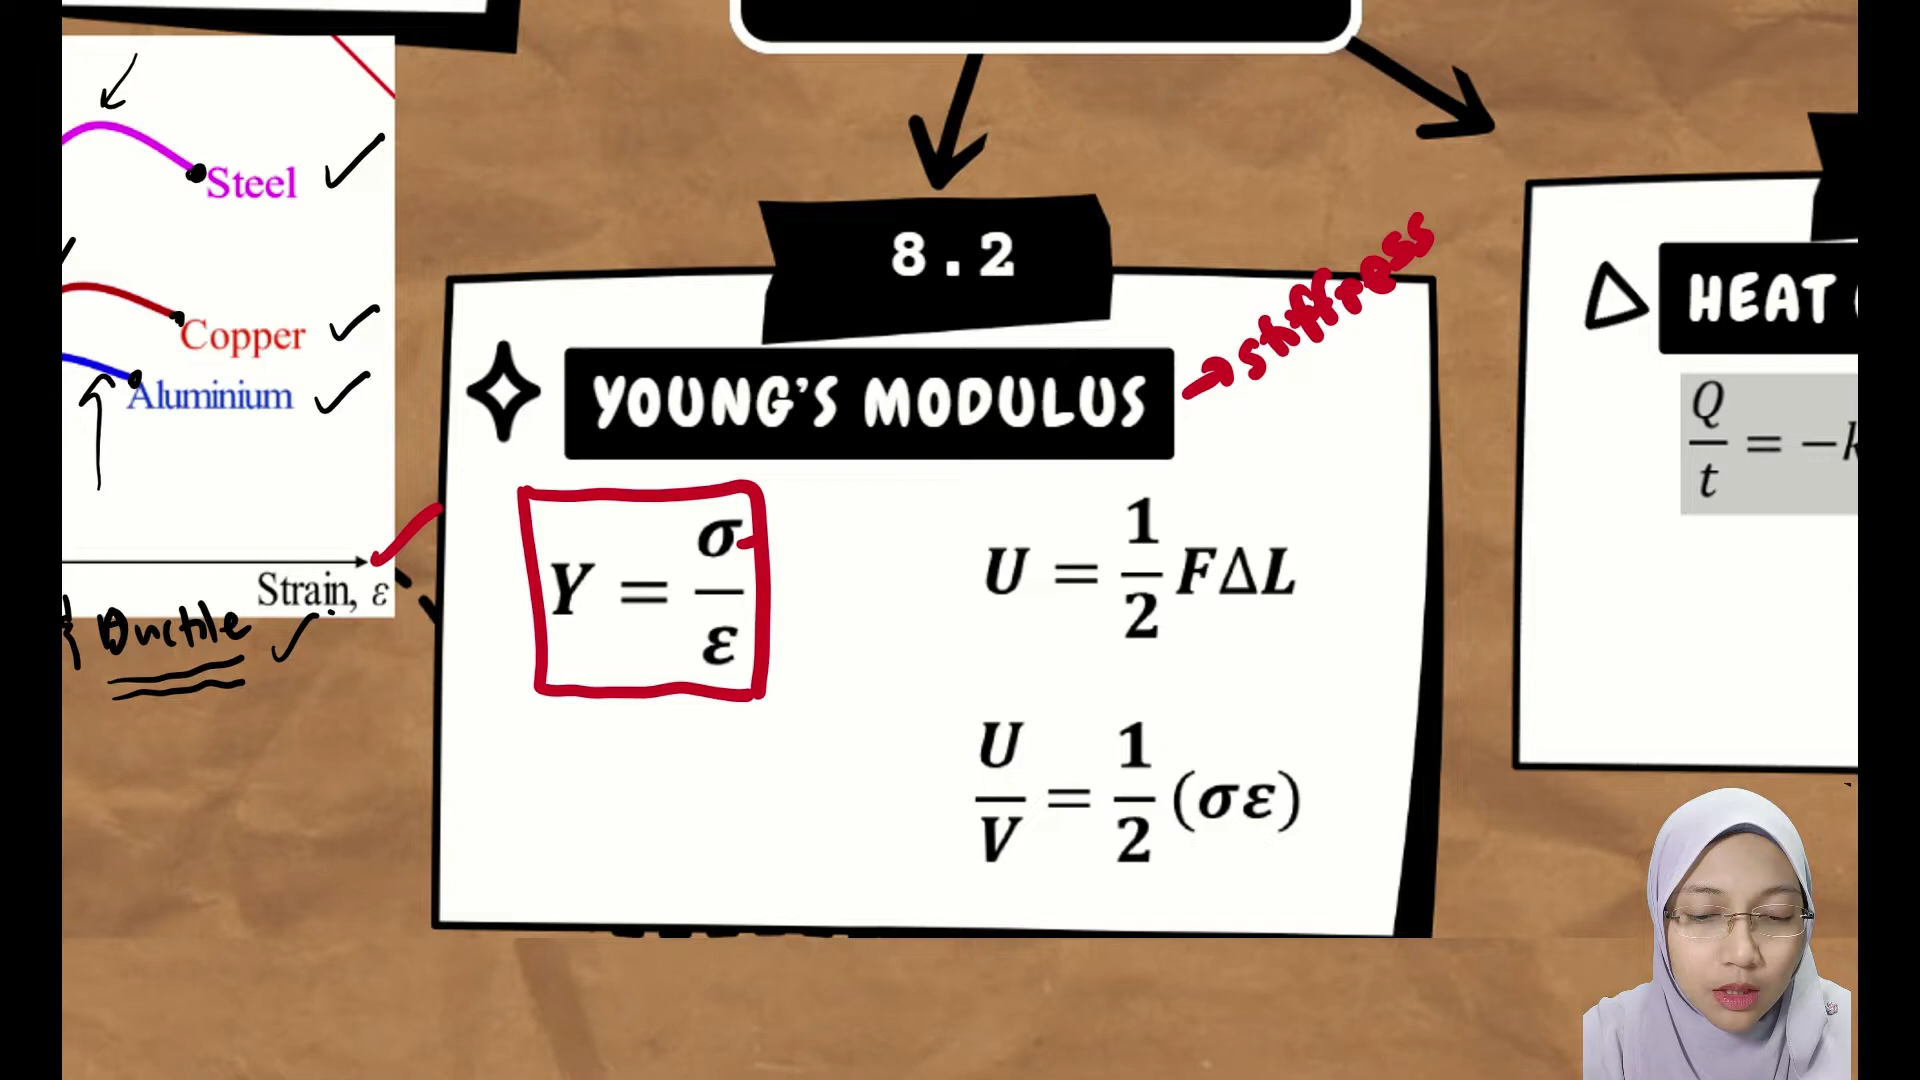 Steel
Copper
Aluminium
Strain, ε
Ductile
8.2
stiffness
YOUNG'S MODULUS
Y = σ/ε
U = 1/2 FΔL
U/V = 1/2 (σε)
HEAT
Q/t = −k